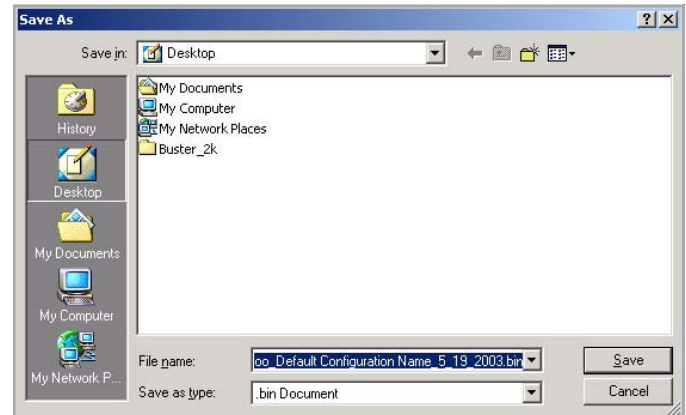 Save As
Save in: Desktop
My Documents
My Computer
My Network Places
Buster_2k
History
Desktop
My Documents
My Computer
My Network P...
File name: oo_Default Configuration Name_5_19_2003.bin
Save
Save as type: .bin Document
Cancel